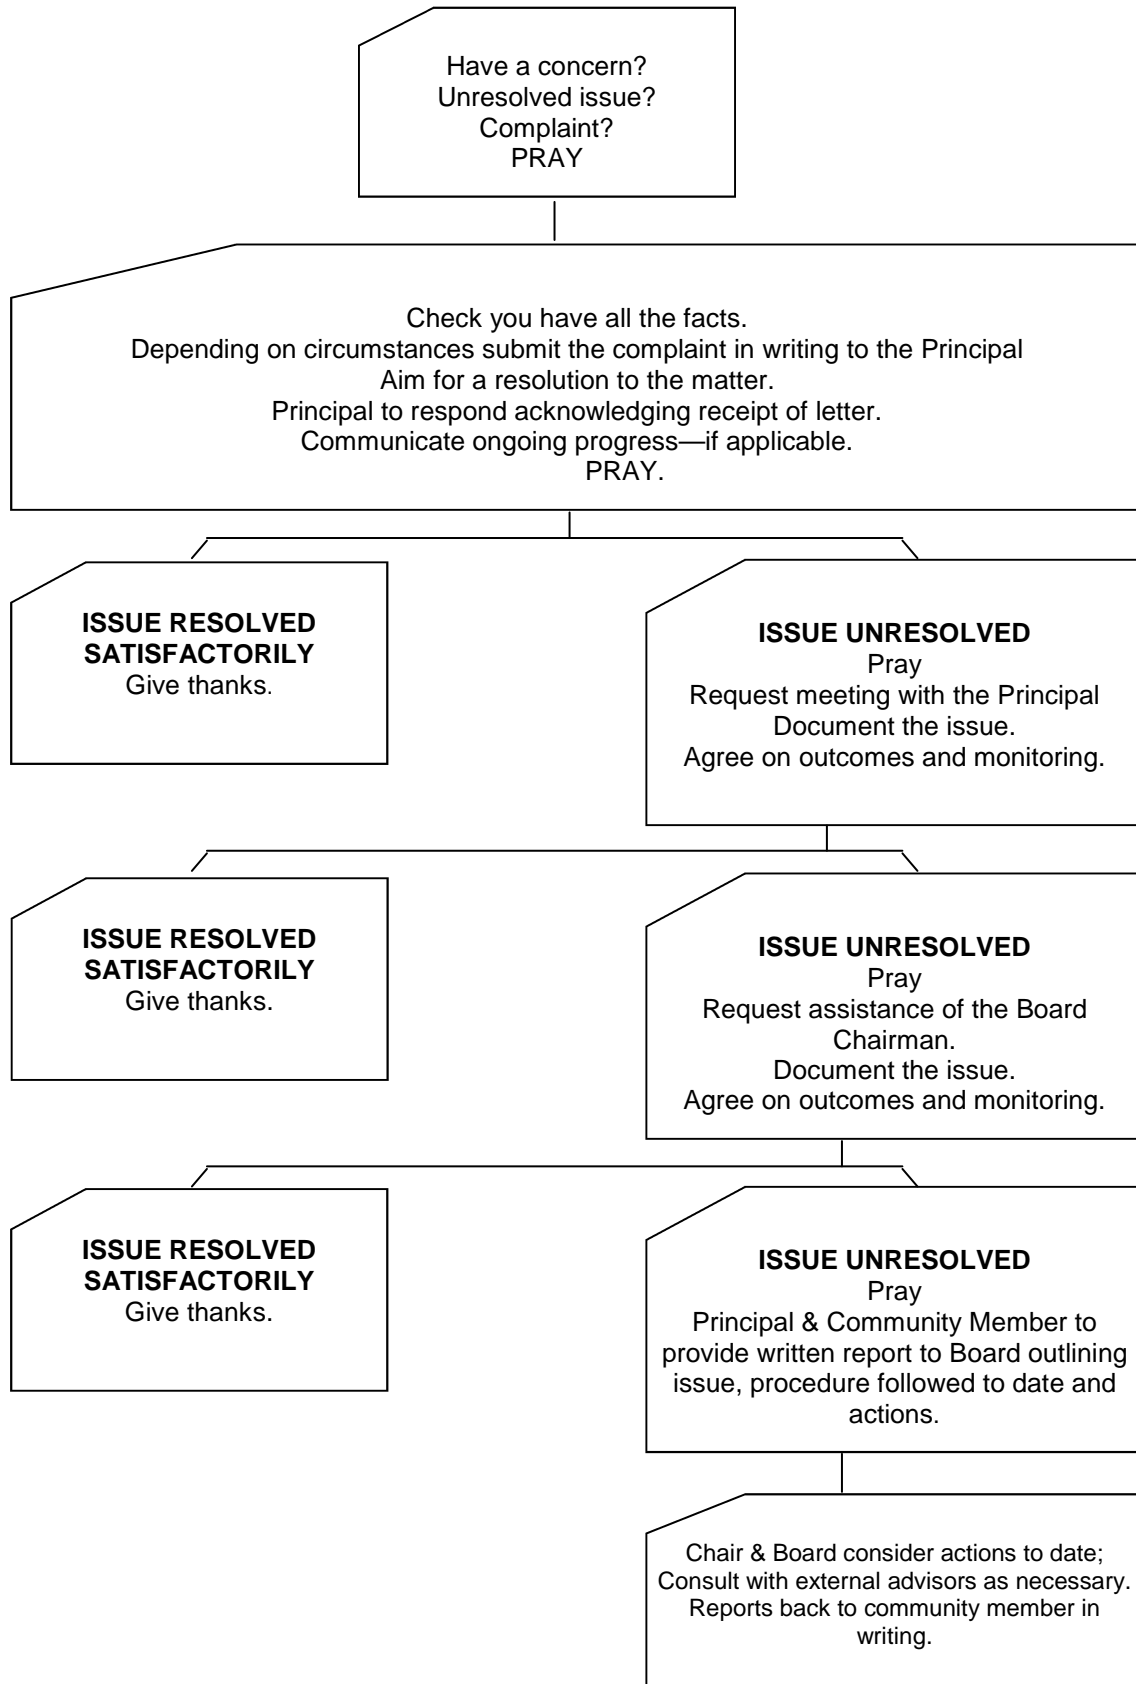 Have a concern?
Unresolved issue?
Complaint?
PRAY
Check you have all the facts.
Depending on circumstances submit the complaint in writing to the Principal
Aim for a resolution to the matter.
Principal to respond acknowledging receipt of letter.
Communicate ongoing progress—if applicable.
PRAY.
ISSUE RESOLVED
SATISFACTORILY
Give thanks.
ISSUE UNRESOLVED
Pray
Request meeting with the Principal
Document the issue.
Agree on outcomes and monitoring.
ISSUE RESOLVED
SATISFACTORILY
Give thanks.
ISSUE UNRESOLVED
Pray
Request assistance of the Board
Chairman.
Document the issue.
Agree on outcomes and monitoring.
ISSUE RESOLVED
SATISFACTORILY
Give thanks.
ISSUE UNRESOLVED
Pray
Principal & Community Member to
provide written report to Board outlining
issue, procedure followed to date and
actions.
Chair & Board consider actions to date;
Consult with external advisors as necessary.
Reports back to community member in
writing.